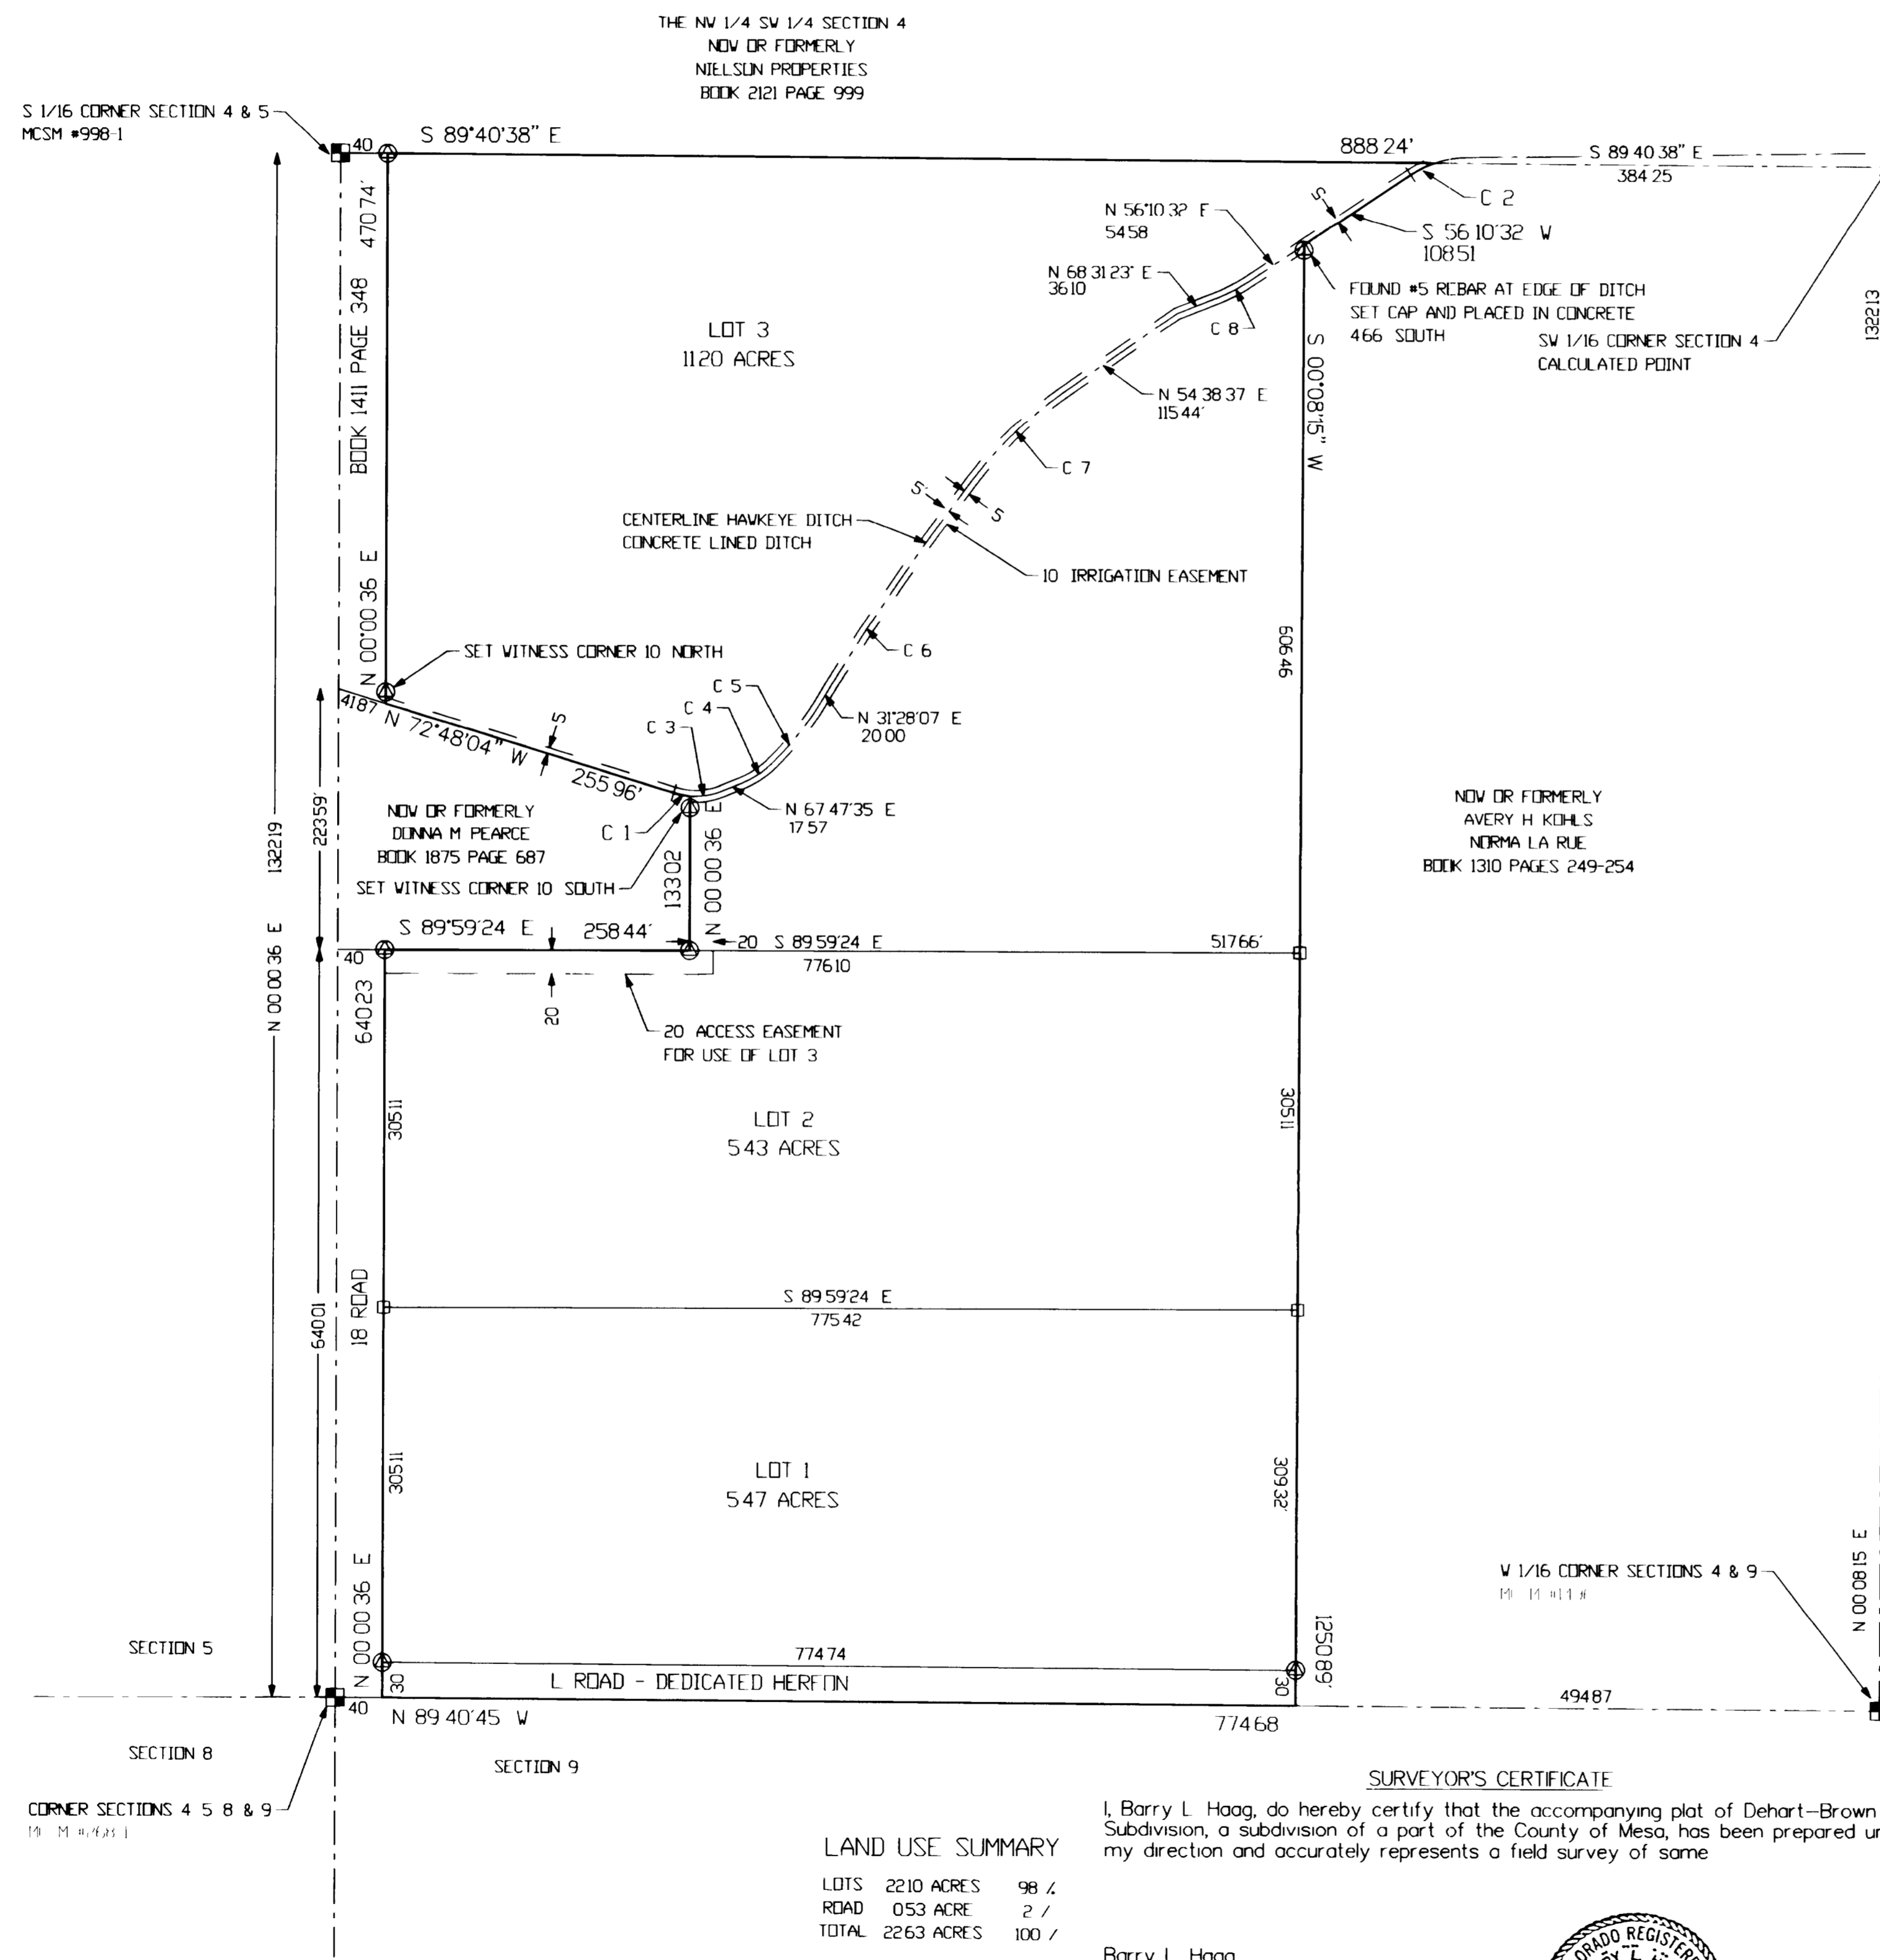 THE NW 1/4 SW 1/4 SECTION 4
NOW OR FORMERLY
NIELSON PROPERTIES
BOOK 2121 PAGE 999
S 1/16 CORNER SECTION 4 & 5
MCSM #998-1
40
S 89°40'38" E
888 24'
S 89 40 38" E
384 25
C 2
N 56°10 32 E
54 58
5
S 56 10'32 W
108 51
N 68 31 23" E
36 10
C 8
FOUND #5 REBAR AT EDGE OF DITCH
SET CAP AND PLACED IN CONCRETE
4 66 SOUTH
SW 1/16 CORNER SECTION 4
CALCULATED POINT
1322 13
470 74'
BOOK 1411 PAGE 348
N 00°00 36 E
LOT 3
11 20 ACRES
N 54 38 37 E
115 44'
S 00°08'15" W
C 7
5'
5
CENTERLINE HAWKEYE DITCH
CONCRETE LINED DITCH
10 IRRIGATION EASEMENT
606 46
C 6
SET WITNESS CORNER 10 NORTH
41 87
N 72°48'04" W
5
255 96'
C 5
C 4
C 3
N 31°28'07 E
20 00
N 67 47'35 E
17 57
C 1
NOW OR FORMERLY
DONNA M PEARCE
BOOK 1875 PAGE 687
SET WITNESS CORNER 10 SOUTH
NOW OR FORMERLY
AVERY H KOHLS
NORMA LA RUE
BOOK 1310 PAGES 249-254
223 59'
1322 19
N 00 00 36 E
133 02
N 00 00 36 E
S 89°59'24 E
258 44'
20
S 89 59'24 E
776 10
517 66'
40
640 23
20
20 ACCESS EASEMENT
FOR USE OF LOT 3
305 11
LOT 2
5 43 ACRES
305 11
640 01
18 ROAD
S 89 59'24 E
775 42
305 11
LOT 1
5 47 ACRES
309 32'
N 00 00 36 E
W 1/16 CORNER SECTIONS 4 & 9
N 00 08 15 E
SECTION 5
774 74
1250 89'
30
L ROAD - DEDICATED HEREON
30
40
N 89 40'45 W
774 68
494 87
SECTION 8
SECTION 9
CORNER SECTIONS 4 5 8 & 9
SURVEYOR'S CERTIFICATE
I, Barry L Haag, do hereby certify that the accompanying plat of Dehart-Brown
Subdivision, a subdivision of a part of the County of Mesa, has been prepared
my direction and accurately represents a field survey of same
LAND USE SUMMARY
LOTS 22 10 ACRES 98 %
ROAD 0 53 ACRE 2 /
TOTAL 22 63 ACRES 100 /
Barry L Haag